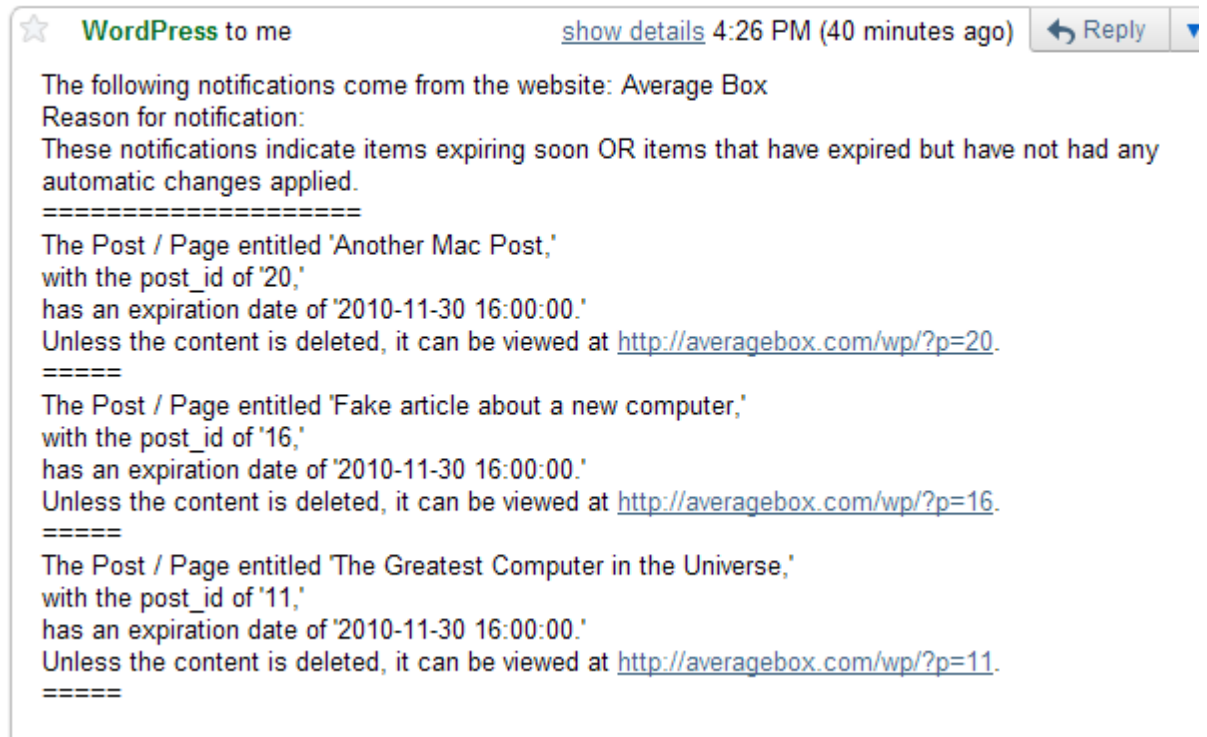 WordPress to me show details 4:26 PM (40 minutes ago) Reply
The following notifications come from the website: Average Box
Reason for notification:
These notifications indicate items expiring soon OR items that have expired but have not had any
automatic changes applied.
====================
The Post / Page entitled 'Another Mac Post,'
with the post_id of '20,'
has an expiration date of '2010-11-30 16:00:00.'
Unless the content is deleted, it can be viewed at http://averagebox.com/wp/?p=20.
=====
The Post / Page entitled 'Fake article about a new computer,'
with the post_id of '16,'
has an expiration date of '2010-11-30 16:00:00.'
Unless the content is deleted, it can be viewed at http://averagebox.com/wp/?p=16.
=====
The Post / Page entitled 'The Greatest Computer in the Universe,'
with the post_id of '11,'
has an expiration date of '2010-11-30 16:00:00.'
Unless the content is deleted, it can be viewed at http://averagebox.com/wp/?p=11.
=====